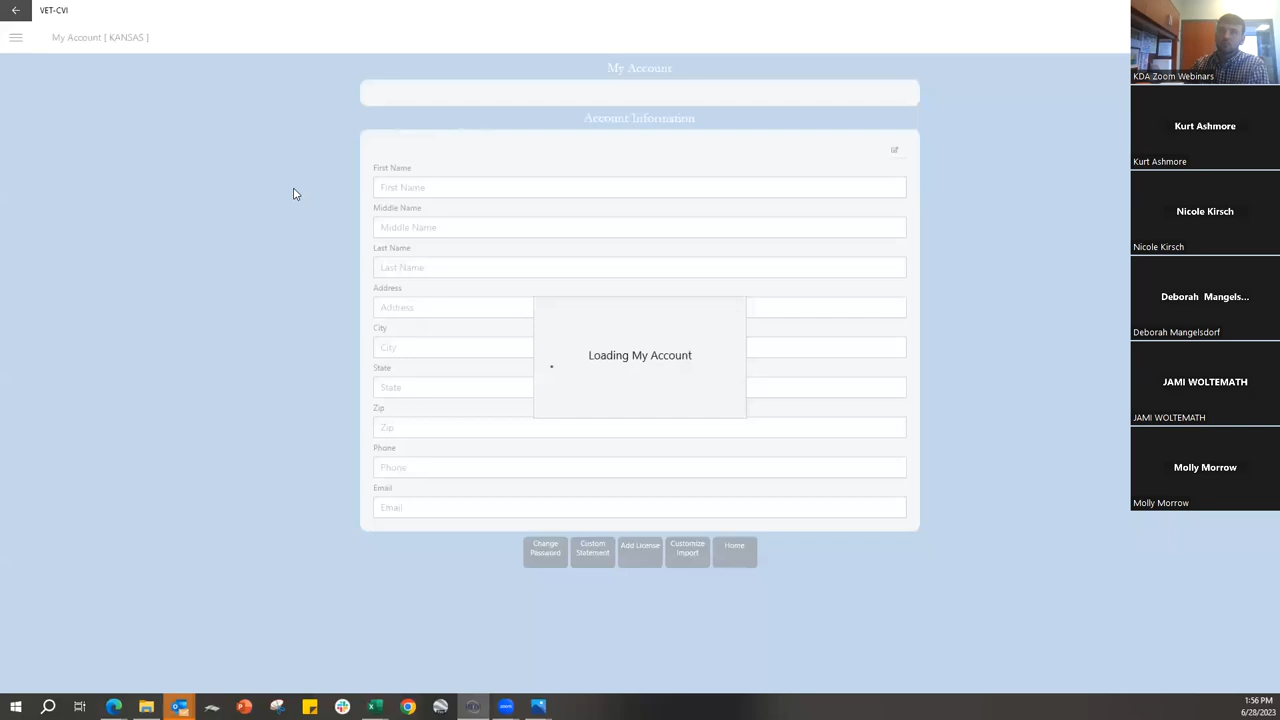 VET-CVI
My Account [ KANSAS ]
My Account
Account Information
First Name
First Name
Middle Name
Middle Name
Last Name
Last Name
Address
Address
City
City
State
State
Zip
Zip
Phone
Phone
Email
Email
Loading My Account
Change
Password
Custom
Statement
Add License
Customize
Import
Home
KDA Zoom Webinars
Kurt Ashmore
Kurt Ashmore
Nicole Kirsch
Nicole Kirsch
Deborah Mangels...
Deborah Mangelsdorf
JAMI WOLTEMATH
JAMI WOLTEMATH
Molly Morrow
Molly Morrow
1:56 PM
6/28/2023